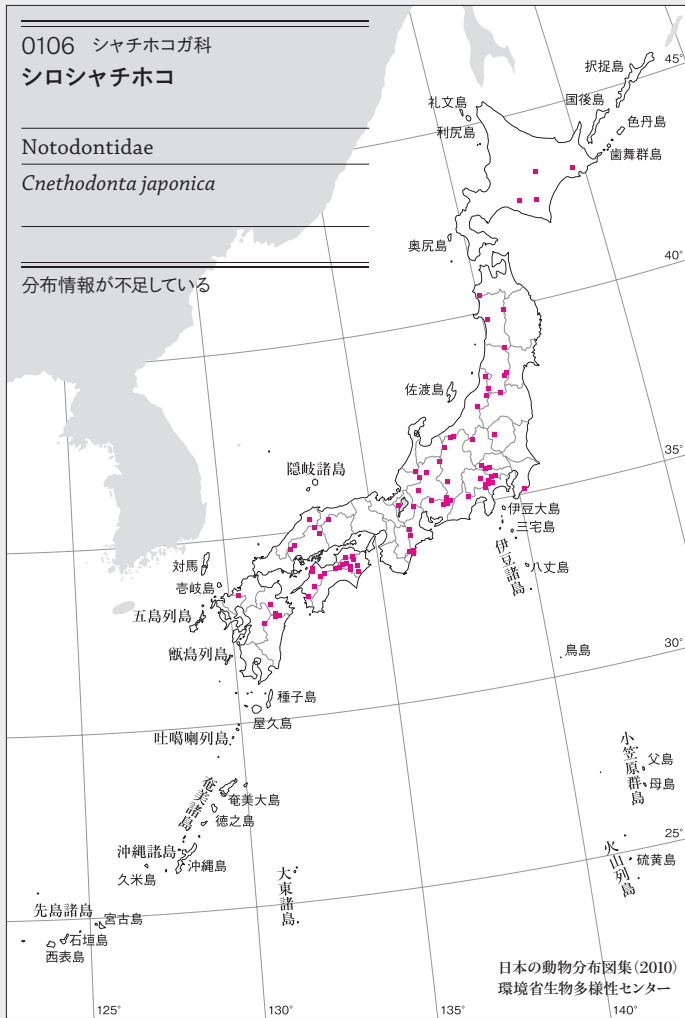 0106 シャチホコガ科
シロシャチホコ
Notodontidae
Cnethodonta japonica
分布情報が不足している
45°
択捉島
国後島
礼文島
色丹島
利尻島
歯舞群島
奥尻島
40°
佐渡島
35°
隠岐諸島
伊豆大島
三宅島
伊豆諸島
八丈島
対馬
壱岐島
五島列島
甑島列島
鳥島
30°
種子島
屋久島
吐噶喇列島
小笠原群島
父島
母島
奄美諸島
奄美大島
徳之島
25°
沖縄諸島
沖縄島
久米島
火山列島
硫黄島
大東諸島
先島諸島
宮古島
石垣島
西表島
日本の動物分布図集(2010)
環境省生物多様性センター
125°
130°
135°
140°